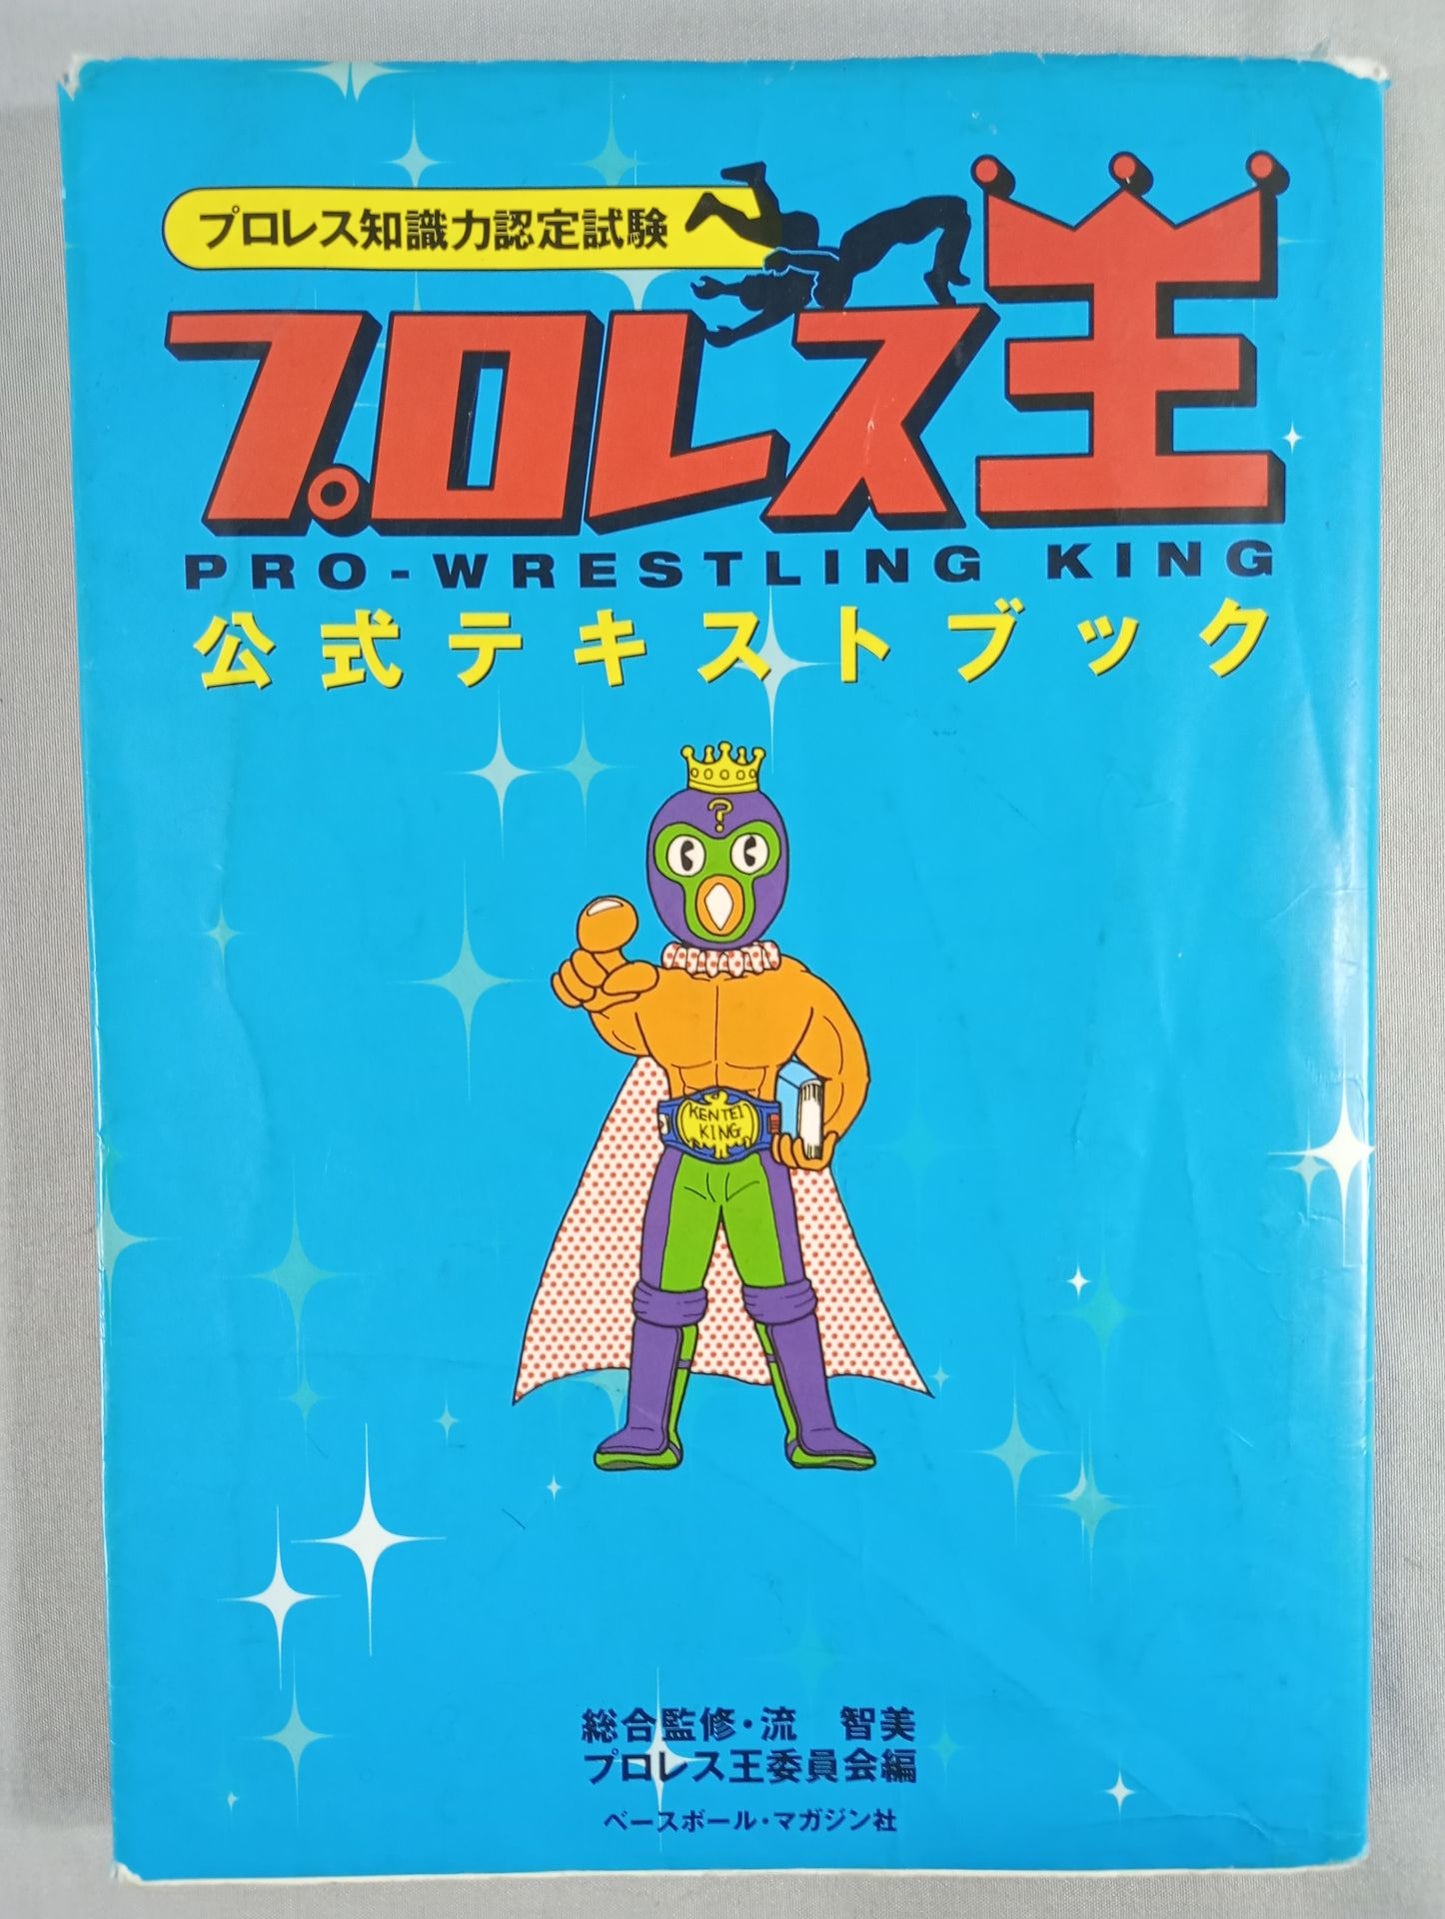 プロレス知識力認定試験
プロレス王
PRO-WRESTLING KING
公式テキストブック
?
KENTEI
KING
総合監修・流　智美
プロレス王委員会編
ベースボール・マガジン社